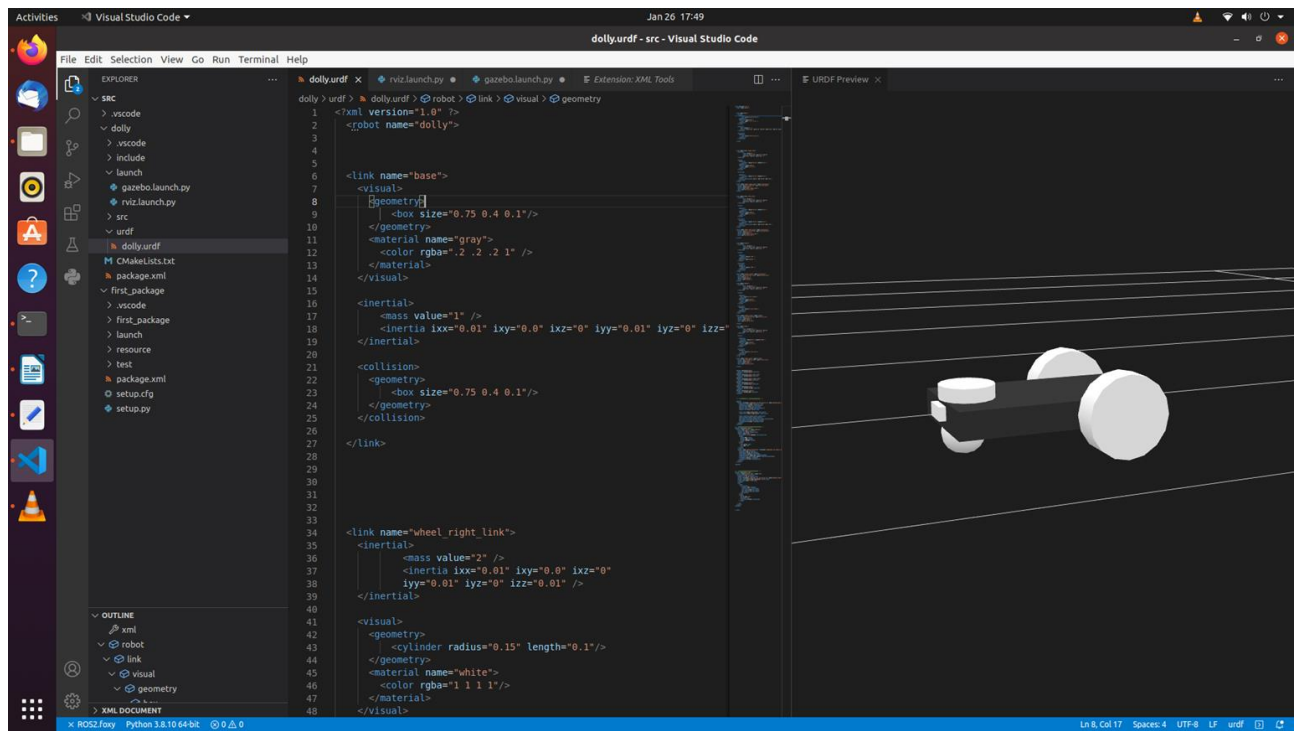 Activities
Visual Studio Code
Jan 26 17:49
dolly.urdf - src - Visual Studio Code
File Edit Selection View Go Run Terminal Help
EXPLORER
SRC
.vscode
dolly
.vscode
include
launch
gazebo.launch.py
rviz.launch.py
src
urdf
dolly.urdf
CMakeLists.txt
package.xml
first_package
.vscode
first_package
launch
resource
test
package.xml
setup.cfg
setup.py
OUTLINE
xml
robot
link
visual
geometry
XML DOCUMENT
dolly.urdf
rviz.launch.py
gazebo.launch.py
Extension: XML Tools
dolly > urdf > dolly.urdf > robot > link > visual > geometry
1 <?xml version="1.0" ?>
2 <robot name="dolly">
3
4
5
6 <link name="base">
7 <visual>
8 <geometry>
9 <box size="0.75 0.4 0.1"/>
10 </geometry>
11 <material name="gray">
12 <color rgba=".2 .2 .2 1" />
13 </material>
14 </visual>
15
16 <inertial>
17 <mass value="1" />
18 <inertia ixx="0.01" ixy="0.0" ixz="0" iyy="0.01" iyz="0" izz="
19 </inertial>
20
21 <collision>
22 <geometry>
23 <box size="0.75 0.4 0.1"/>
24 </geometry>
25 </collision>
26
27 </link>
28
29
30
31
32
33
34 <link name="wheel_right_link">
35 <inertial>
36 <mass value="2" />
37 <inertia ixx="0.01" ixy="0.0" ixz="0"
38 iyy="0.01" iyz="0" izz="0.01" />
39 </inertial>
40
41 <visual>
42 <geometry>
43 <cylinder radius="0.15" length="0.1"/>
44 </geometry>
45 <material name="white">
46 <color rgba="1 1 1 1"/>
47 </material>
48 </visual>
URDF Preview
ROS2.foxy Python 3.8.10 64-bit 0 0
Ln 8, Col 17 Spaces: 4 UTF-8 LF urdf